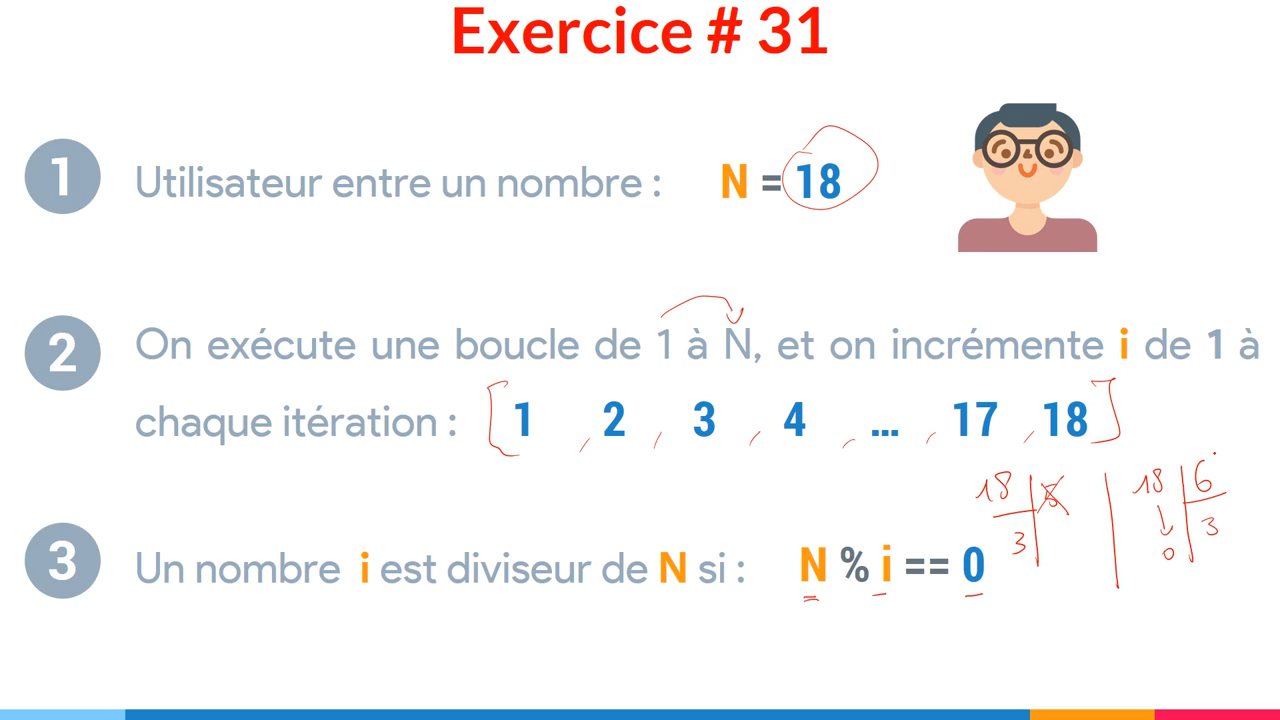 Exercice # 31
1 Utilisateur entre un nombre : N = 18
2 On exécute une boucle de 1 à N, et on incrémente i de 1 à
chaque itération : [ 1 , 2 , 3 , 4 , ... , 17 , 18 ]
18 18 6
3 0 3
3 Un nombre i est diviseur de N si : N % i == 0